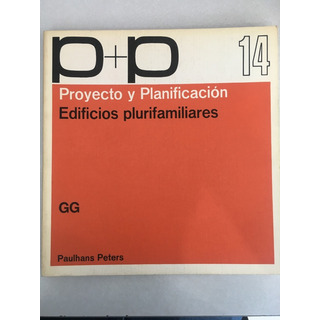 p+p 14
Proyecto y Planificación
Edificios plurifamiliares
GG
Paulhans Peters